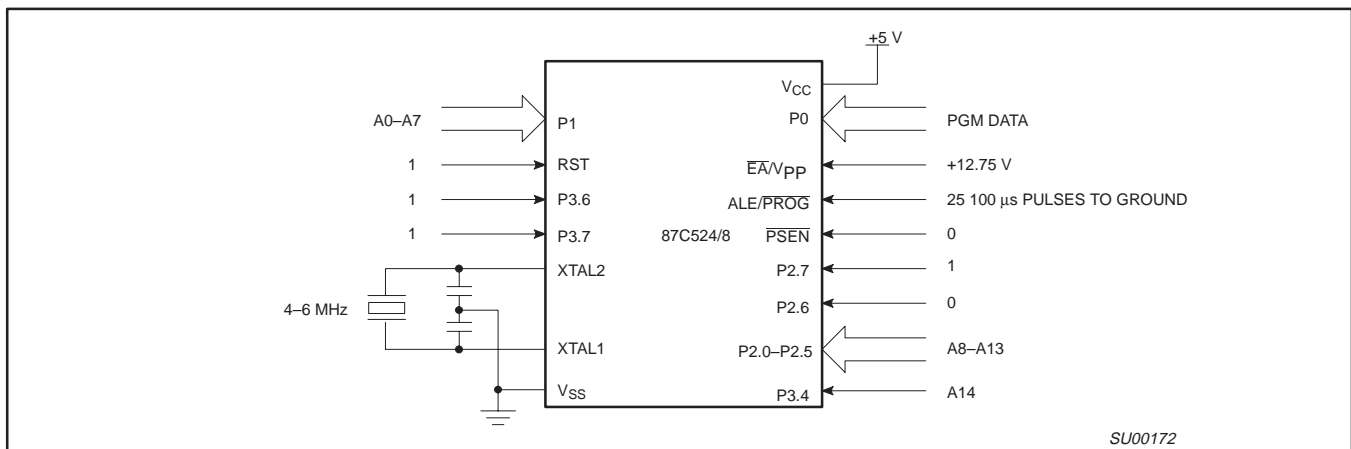 +5 V
VCC
A0–A7
P1
P0
PGM DATA
1
RST
EA/VPP
+12.75 V
1
P3.6
ALE/PROG
25 100 µs PULSES TO GROUND
1
P3.7
87C524/8
PSEN
0
XTAL2
P2.7
1
4–6 MHz
P2.6
0
XTAL1
P2.0–P2.5
A8–A13
VSS
P3.4
A14
SU00172